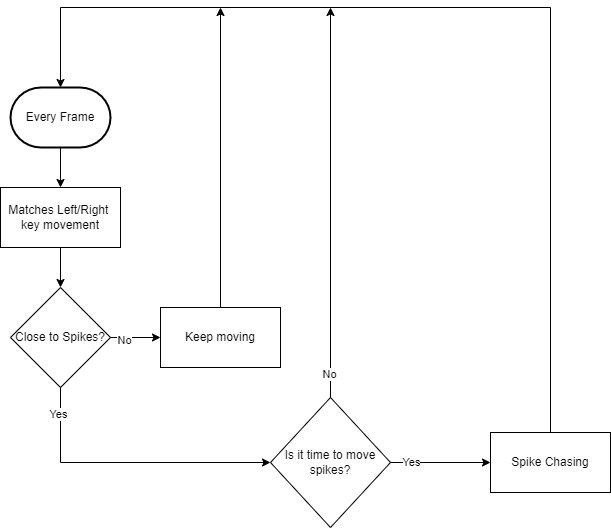 Every Frame
Matches Left/Right
key movement
Close to Spikes?
No
Keep moving
Yes
No
Is it time to move
spikes?
Yes
Spike Chasing